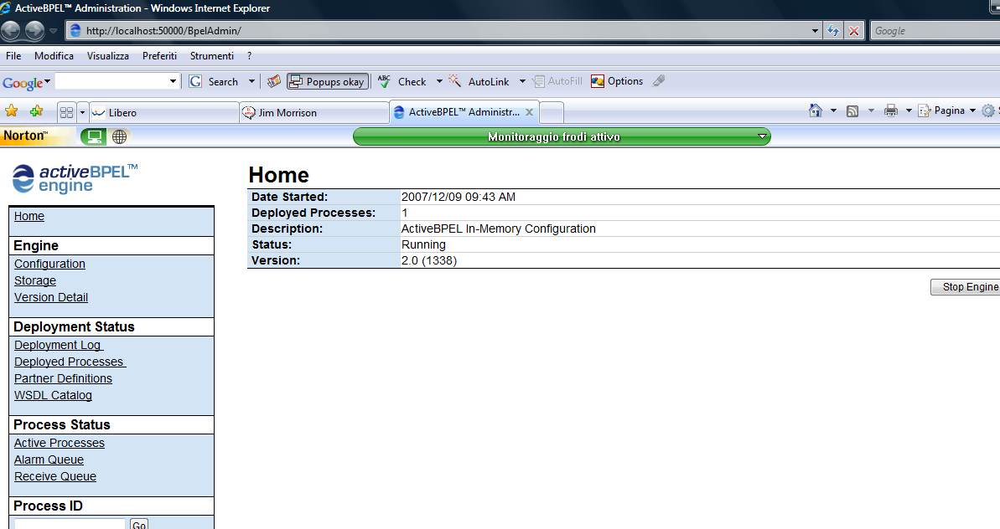 ActiveBPEL™ Administration - Windows Internet Explorer
http://localhost:50000/BpelAdmin/
Google
File Modifica Visualizza Preferiti Strumenti ?
Google G Search Popups okay ABC Check AutoLink AutoFill Options
Libero Jim Morrison ActiveBPEL™ Administr... Pagina S
Norton™ Monitoraggio frodi attivo
activeBPEL™
engine
Home
Date Started: 2007/12/09 09:43 AM
Deployed Processes: 1
Description: ActiveBPEL In-Memory Configuration
Status: Running
Version: 2.0 (1338)
Stop Engine
Home
Engine
Configuration
Storage
Version Detail
Deployment Status
Deployment Log
Deployed Processes
Partner Definitions
WSDL Catalog
Process Status
Active Processes
Alarm Queue
Receive Queue
Process ID
Go